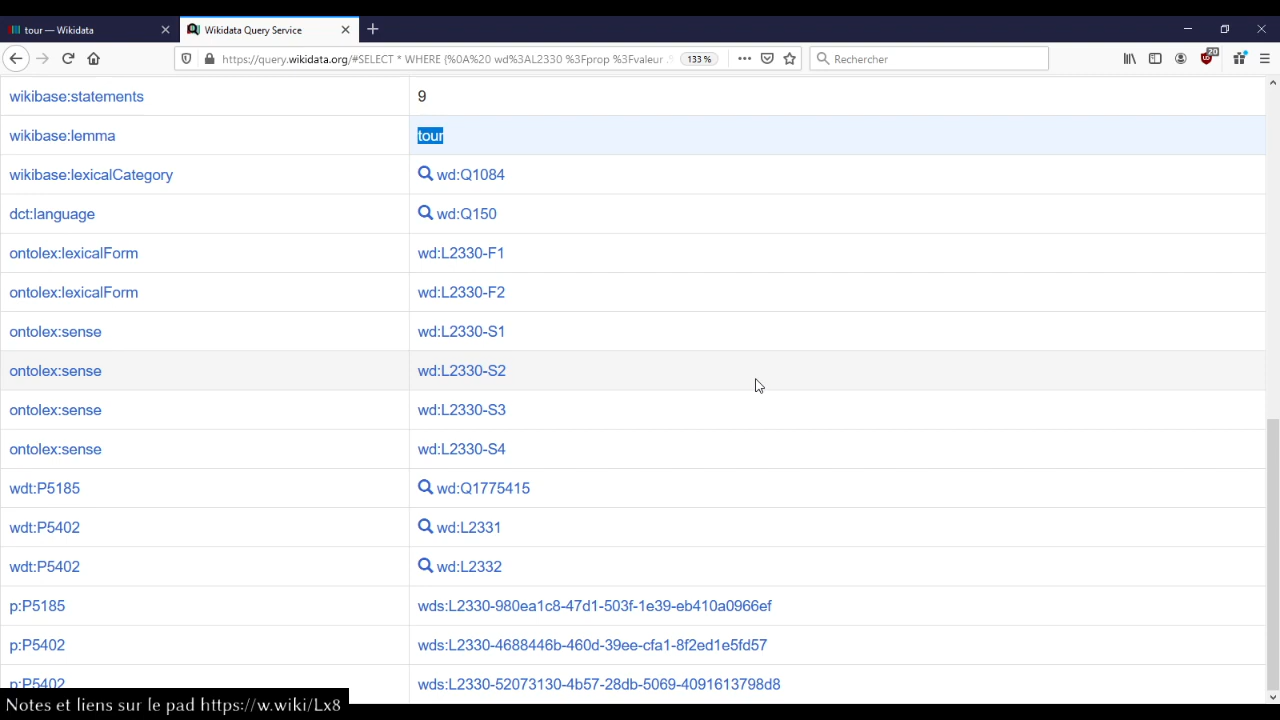 tour — Wikidata
Wikidata Query Service
https://query.wikidata.org/#SELECT * WHERE {%0A%20 wd%3AL2330 %3Fprop %3Fvaleur .
133 %
Rechercher
20
wikibase:statements 9
wikibase:lemma tour
wikibase:lexicalCategory wd:Q1084
dct:language wd:Q150
ontolex:lexicalForm wd:L2330-F1
ontolex:lexicalForm wd:L2330-F2
ontolex:sense wd:L2330-S1
ontolex:sense wd:L2330-S2
ontolex:sense wd:L2330-S3
ontolex:sense wd:L2330-S4
wdt:P5185 wd:Q1775415
wdt:P5402 wd:L2331
wdt:P5402 wd:L2332
p:P5185 wds:L2330-980ea1c8-47d1-503f-1e39-eb410a0966ef
p:P5402 wds:L2330-4688446b-460d-39ee-cfa1-8f2ed1e5fd57
p:P5402 wds:L2330-52073130-4b57-28db-5069-4091613798d8
Notes et liens sur le pad https://w.wiki/Lx8